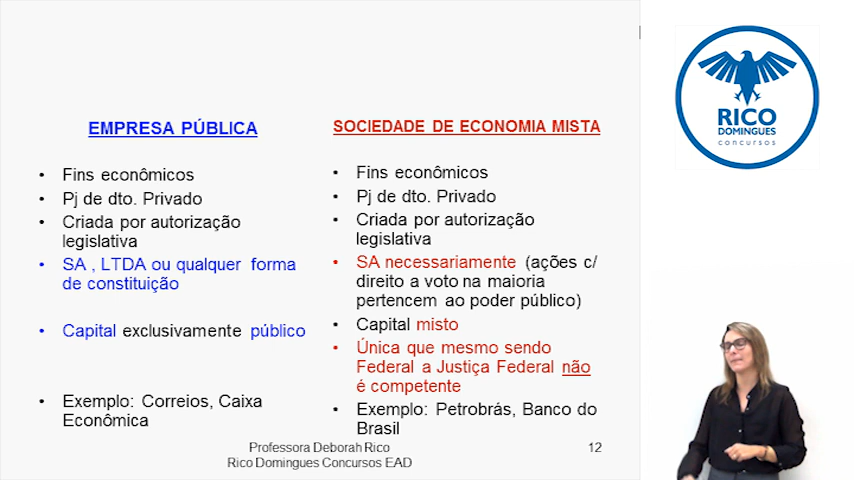 EMPRESA PÚBLICA
• Fins econômicos
• Pj de dto. Privado
• Criada por autorização
legislativa
• SA , LTDA ou qualquer forma
de constituição
• Capital exclusivamente público
• Exemplo: Correios, Caixa
Econômica
SOCIEDADE DE ECONOMIA MISTA
• Fins econômicos
• Pj de dto. Privado
• Criada por autorização
legislativa
• SA necessariamente (ações c/
direito a voto na maioria
pertencem ao poder público)
• Capital misto
• Única que mesmo sendo
Federal a Justiça Federal não
é competente
• Exemplo: Petrobrás, Banco do
Brasil
Professora Deborah Rico
Rico Domingues Concursos EAD
12
RICO
DOMINGUES
concursos